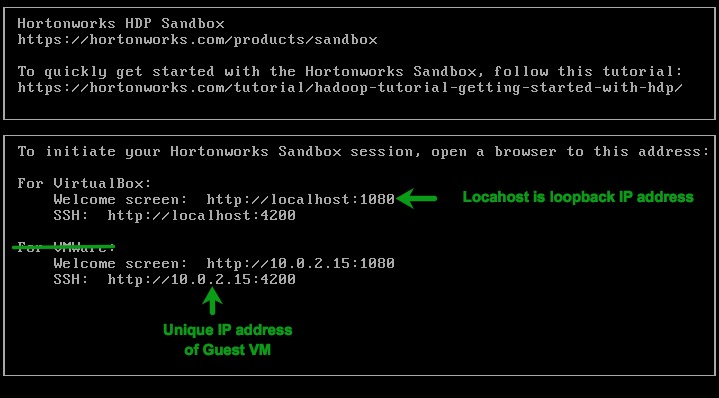 Hortonworks HDP Sandbox
https://hortonworks.com/products/sandbox
To quickly get started with the Hortonworks Sandbox, follow this tutorial:
https://hortonworks.com/tutorial/hadoop-tutorial-getting-started-with-hdp/
To initiate your Hortonworks Sandbox session, open a browser to this address:
For VirtualBox:
Welcome screen: http://localhost:1080
Locahost is loopback IP address
SSH: http://localhost:4200
For VMWare:
Welcome screen: http://10.0.2.15:1080
SSH: http://10.0.2.15:4200
Unique IP address
of Guest VM